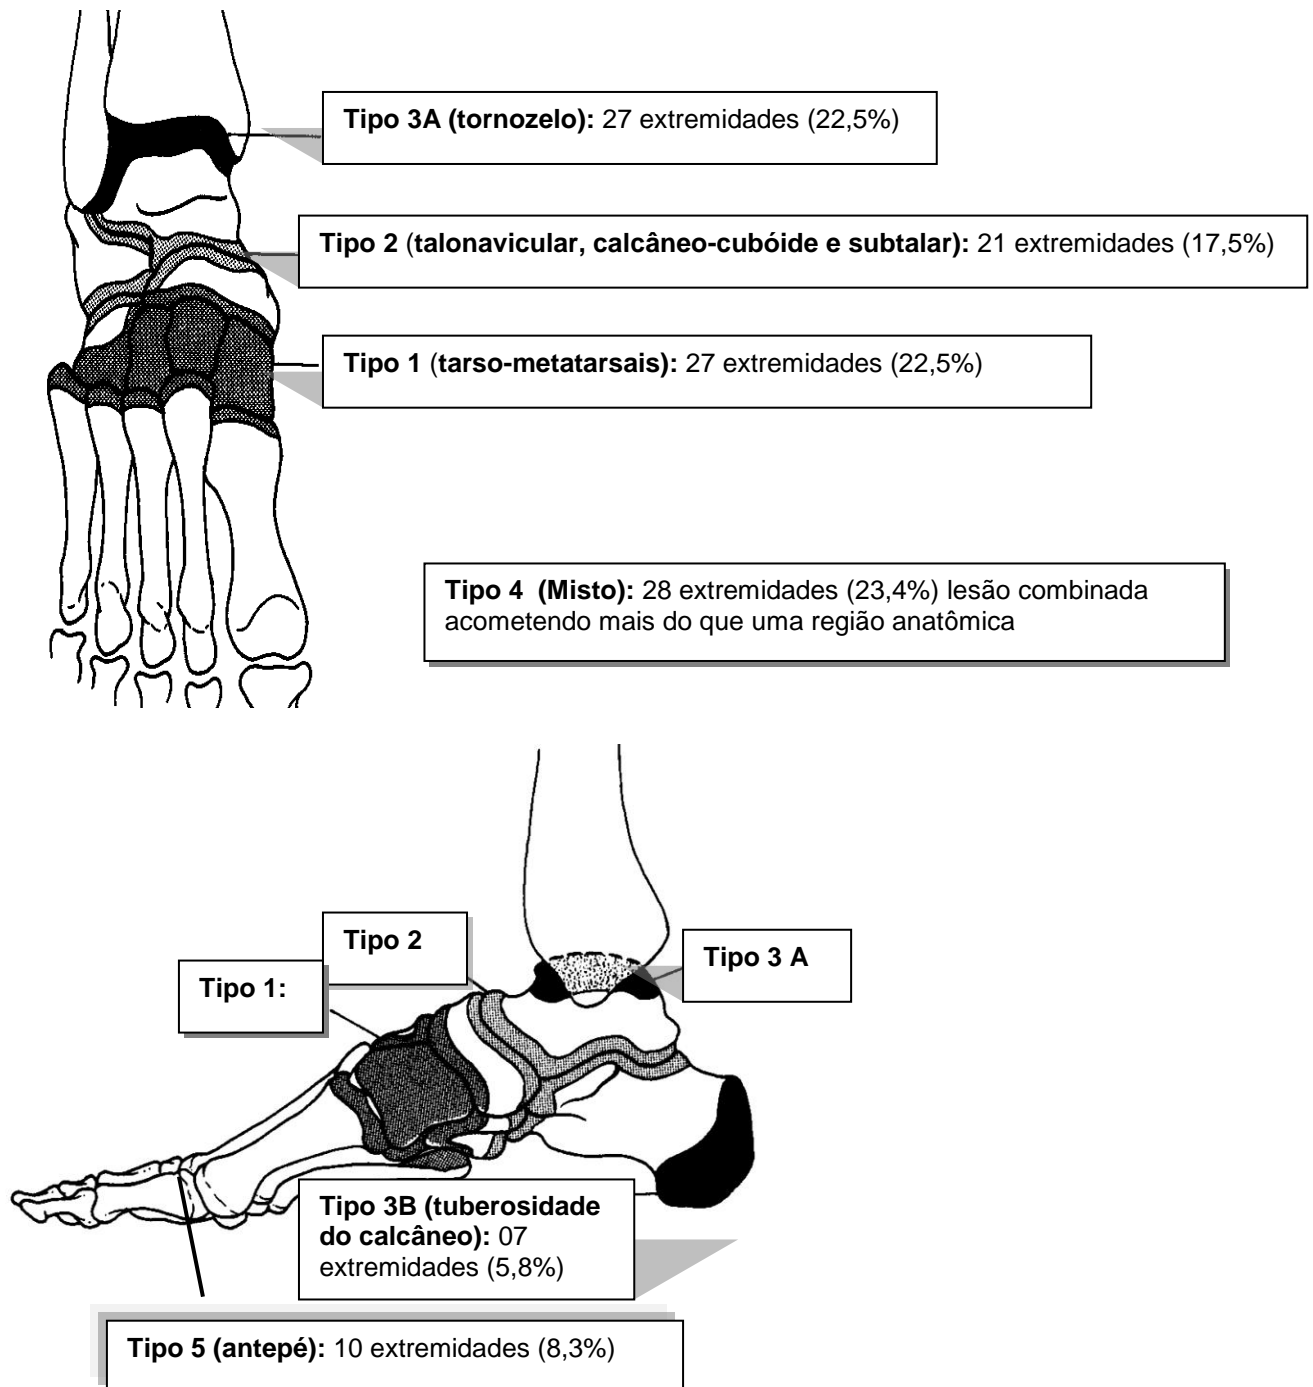 Tipo 3A (tornozelo): 27 extremidades (22,5%)
Tipo 2 (talonavicular, calcâneo-cubóide e subtalar): 21 extremidades (17,5%)
Tipo 1 (tarso-metatarsais): 27 extremidades (22,5%)
Tipo 4 (Misto): 28 extremidades (23,4%) lesão combinada
acometendo mais do que uma região anatômica
Tipo 2
Tipo 3 A
Tipo 1:
Tipo 3B (tuberosidade
do calcâneo): 07
extremidades (5,8%)
Tipo 5 (antepé): 10 extremidades (8,3%)